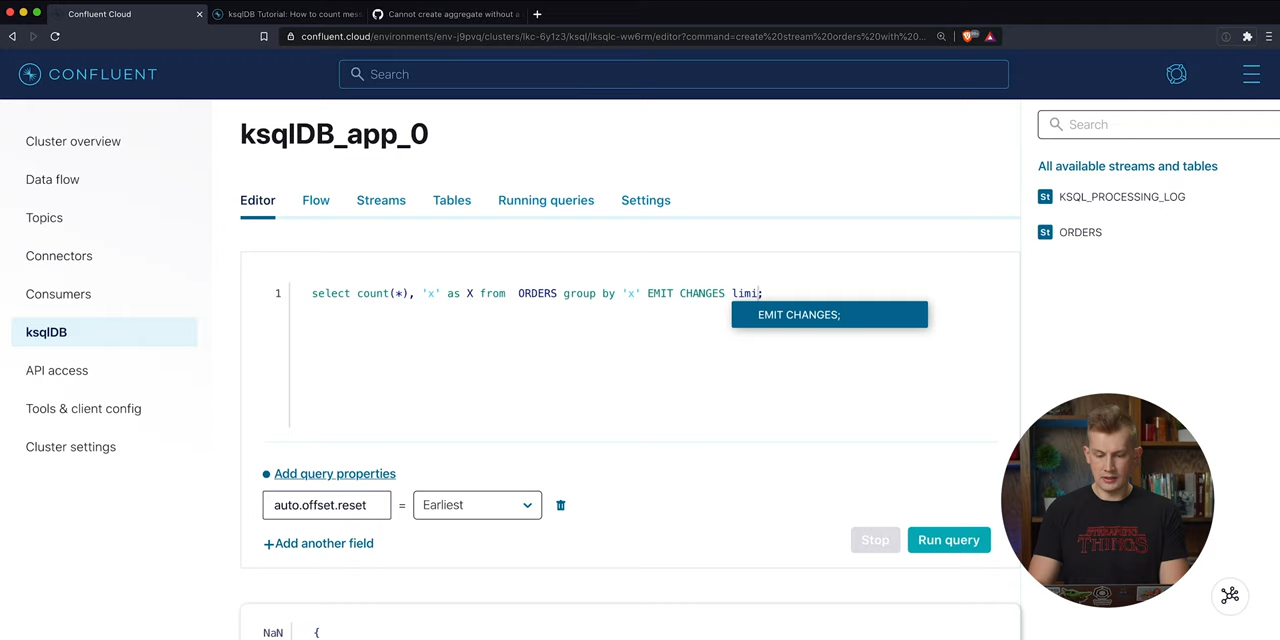 Confluent Cloud
ksqlDB Tutorial: How to count mess
Cannot create aggregate without a
confluent.cloud/environments/env-j9pvq/clusters/lkc-6y1z3/ksql/lksqlc-ww6rm/editor?command=create%20stream%20orders%20with%20...
CONFLUENT
Search
Cluster overview
Data flow
Topics
Connectors
Consumers
ksqlDB
API access
Tools & client config
Cluster settings
ksqlDB_app_0
Editor
Flow
Streams
Tables
Running queries
Settings
1 select count(*), 'x' as X from ORDERS group by 'x' EMIT CHANGES limi;
EMIT CHANGES;
Add query properties
auto.offset.reset = Earliest
+Add another field
Stop
Run query
NaN {
Search
All available streams and tables
St KSQL_PROCESSING_LOG
St ORDERS
STREAMING
THINGS